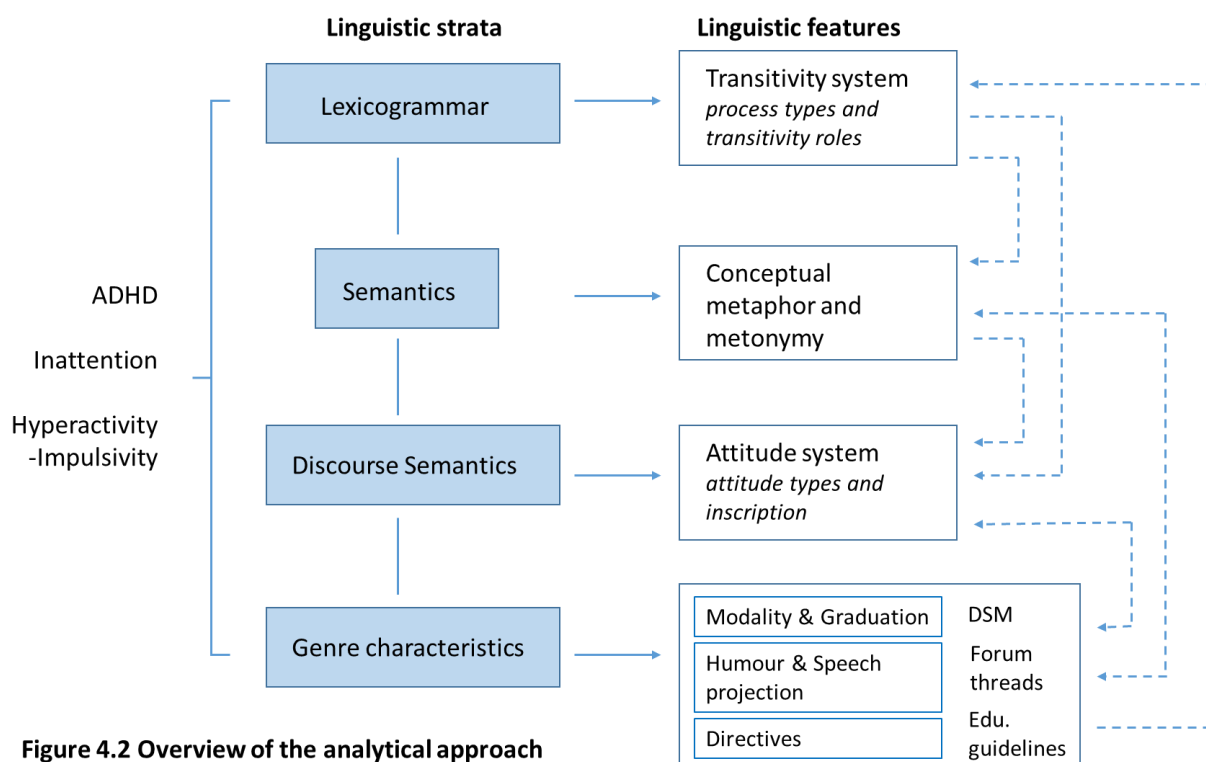 Linguistic strata
Linguistic features
Lexicogrammar
Transitivity system
process types and
transitivity roles
ADHD
Inattention
Hyperactivity
-Impulsivity
Semantics
Conceptual
metaphor and
metonymy
Discourse Semantics
Attitude system
attitude types and
inscription
Genre characteristics
Modality & Graduation
DSM
Humour & Speech
projection
Forum
threads
Directives
Edu.
guidelines
Figure 4.2 Overview of the analytical approach